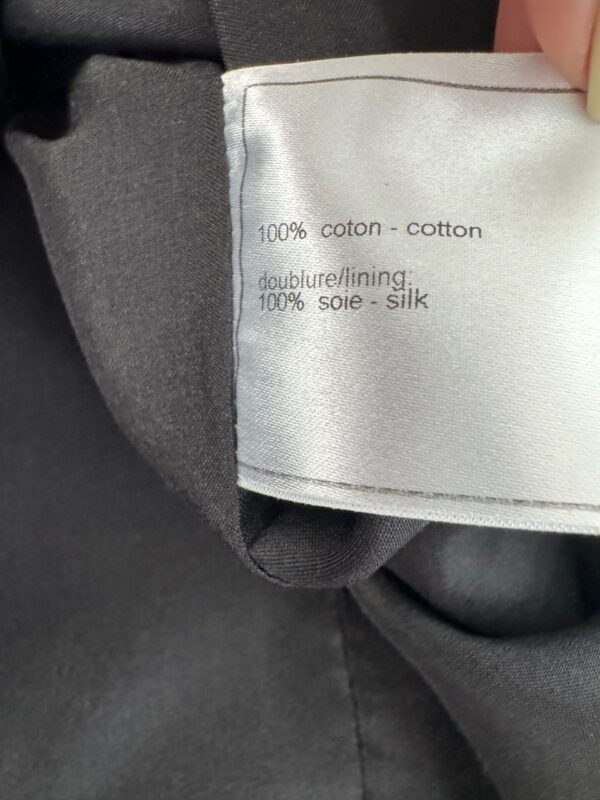 100% coton - cotton
doublure/lining:
100% soie - silk